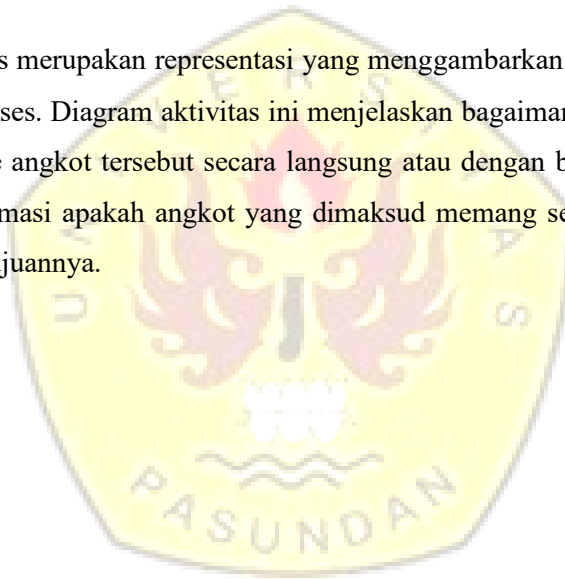 s merupakan representasi yang menggambarkan
ses. Diagram aktivitas ini menjelaskan bagaiman
e angkot tersebut secara langsung atau dengan b
masi apakah angkot yang dimaksud memang se
juannya.
UNIVERSITAS
PASUNDAN